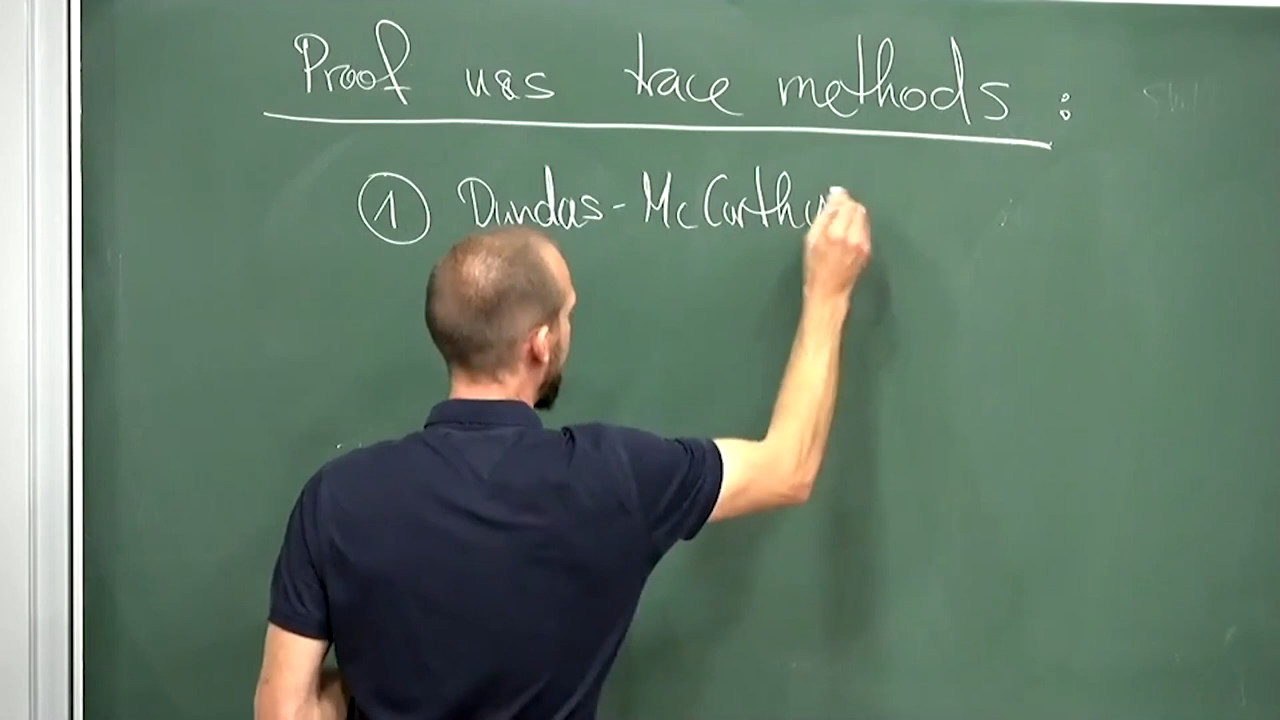 Proof uses trace methods :
① Dundas - McCarthy